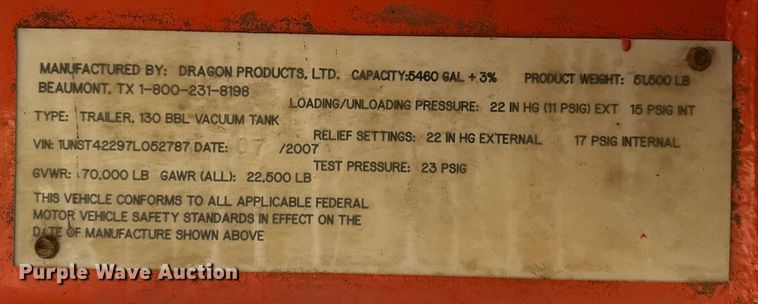 MANUFACTURED BY: DRAGON PRODUCTS, LTD. CAPACITY:5460 GAL + 3% PRODUCT WEIGHT: 51,500 LB
BEAUMONT, TX 1-800-231-8198
LOADING/UNLOADING PRESSURE: 22 IN HG (11 PSIG) EXT 15 PSIG INT
TYPE: TRAILER, 130 BBL VACUUM TANK
RELIEF SETTINGS: 22 IN HG EXTERNAL 17 PSIG INTERNAL
VIN: 1UNST42297L052787 DATE: 07 /2007
TEST PRESSURE: 23 PSIG
GVWR: 70,000 LB GAWR (ALL): 22,500 LB
THIS VEHICLE CONFORMS TO ALL APPLICABLE FEDERAL
MOTOR VEHICLE SAFETY STANDARDS IN EFFECT ON THE
DATE OF MANUFACTURE SHOWN ABOVE
Purple Wave Auction